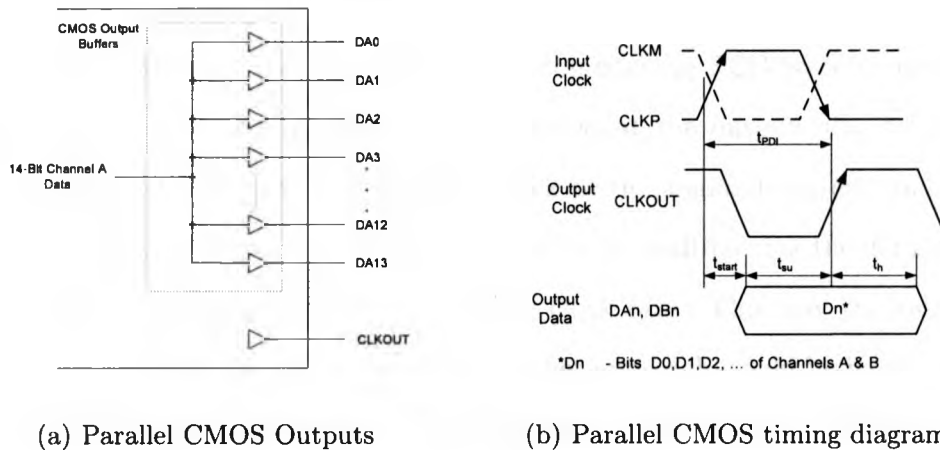 CMOS Output
Buffers
DA0
DA1
DA2
DA3
14-Bit Channel A
Data
DA12
DA13
CLKOUT
(a) Parallel CMOS Outputs
CLKM
Input
Clock
CLKP
tPDI
Output
Clock
CLKOUT
tstart
tsu
th
Output
Data
DAn, DBn
Dn*
*Dn - Bits D0,D1,D2, ... of Channels A & B
(b) Parallel CMOS timing diagram